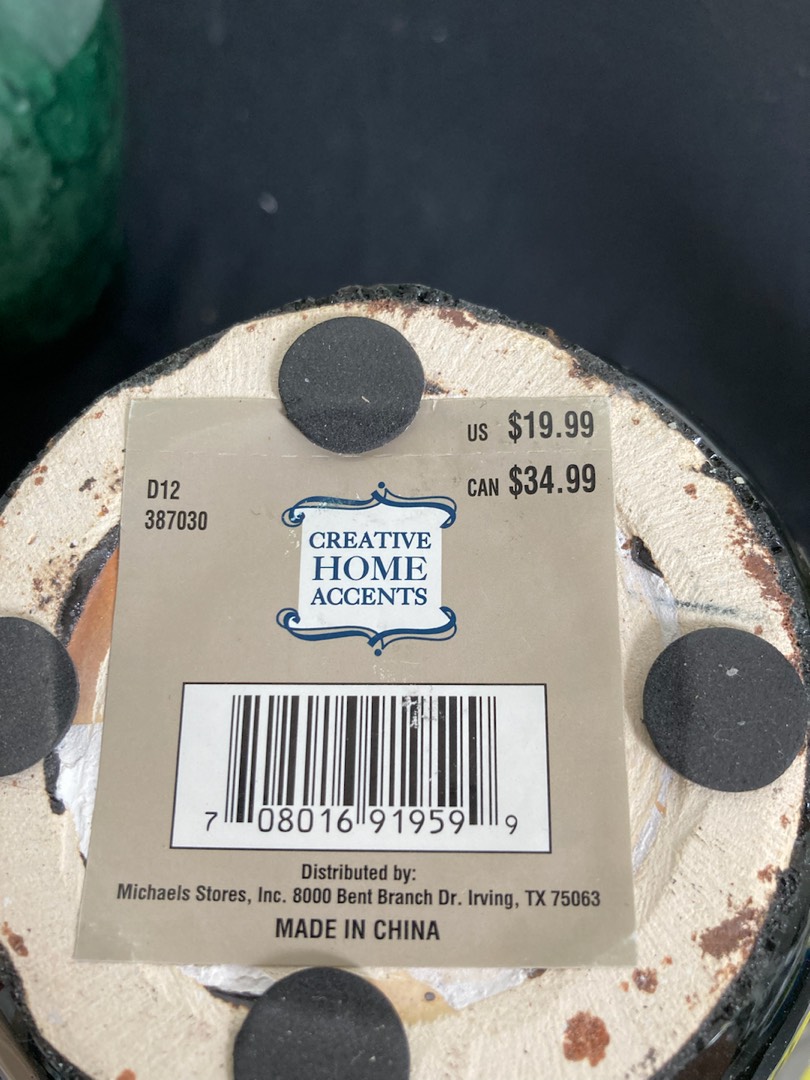 US $19.99
CAN $34.99
D12
387030
CREATIVE
HOME
ACCENTS
7 08016 91959 9
Distributed by:
Michaels Stores, Inc. 8000 Bent Branch Dr. Irving, TX 75063
MADE IN CHINA